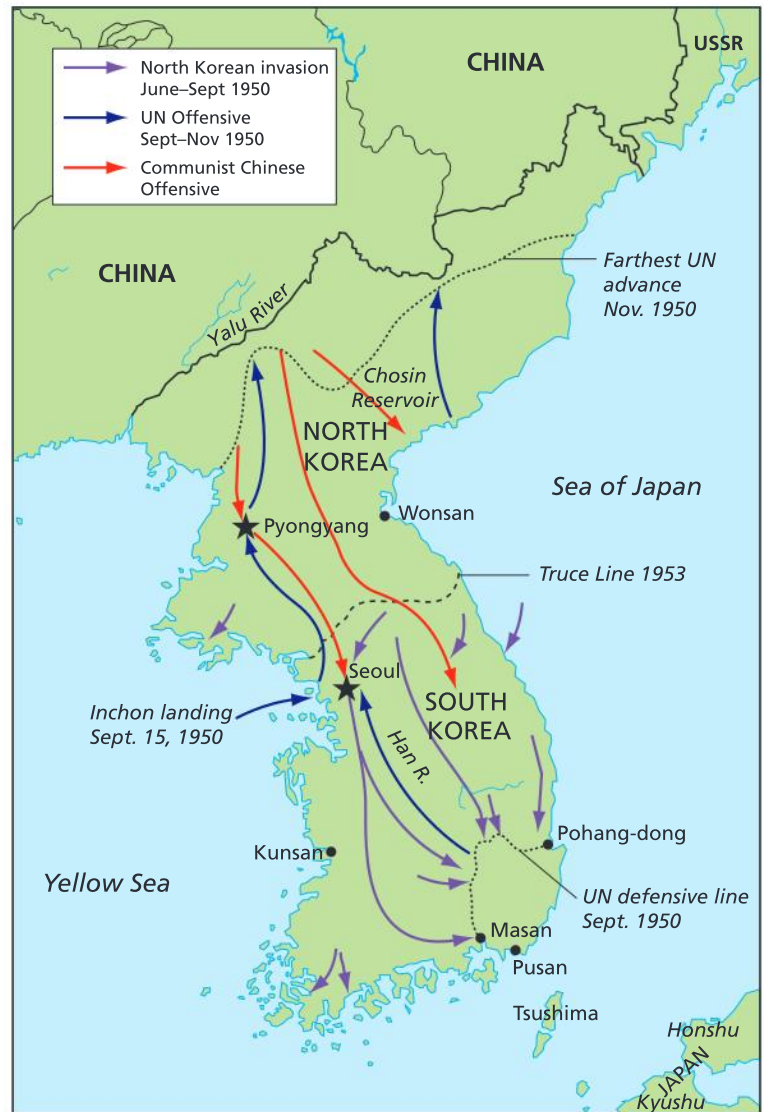 North Korean invasion
June–Sept 1950
UN Offensive
Sept–Nov 1950
Communist Chinese
Offensive
CHINA
USSR
CHINA
Yalu River
Farthest UN
advance
Nov. 1950
Chosin
Reservoir
NORTH
KOREA
Sea of Japan
Wonsan
Pyongyang
Truce Line 1953
Seoul
SOUTH
KOREA
Inchon landing
Sept. 15, 1950
Han R.
Pohang-dong
Kunsan
Yellow Sea
UN defensive line
Sept. 1950
Masan
Pusan
Tsushima
Honshu
JAPAN
Kyushu